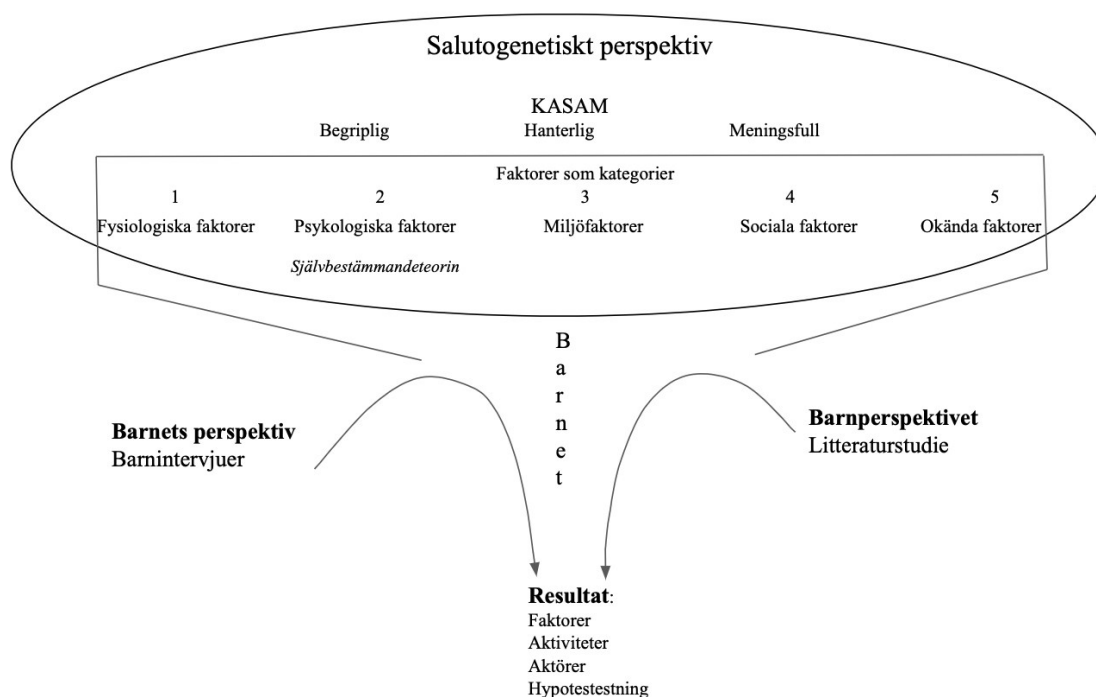 Salutogenetiskt perspektiv
KASAM
Begriplig Hanterlig Meningsfull
Faktorer som kategorier
1 2 3 4 5
Fysiologiska faktorer Psykologiska faktorer Miljöfaktorer Sociala faktorer Okända faktorer
Självbestämmandeteorin
Barnet
Barnets perspektiv
Barnintervjuer
Barnperspektivet
Litteraturstudie
Resultat:
Faktorer
Aktiviteter
Aktörer
Hypotestestning